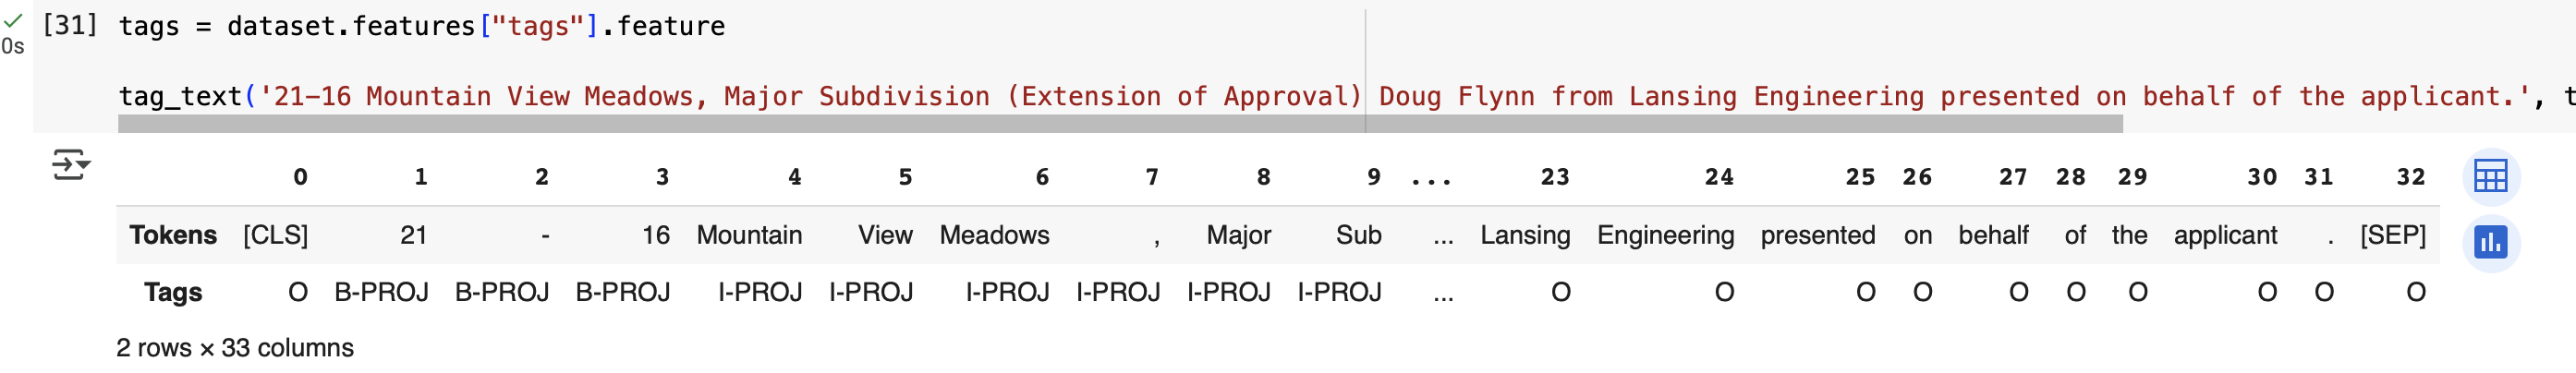 [31] tags = dataset.features["tags"].feature
0s
tag_text('21-16 Mountain View Meadows, Major Subdivision (Extension of Approval) Doug Flynn from Lansing Engineering presented on behalf of the applicant.', t
0 1 2 3 4 5 6 7 8 9 ... 23 24 25 26 27 28 29 30 31 32
Tokens [CLS] 21 - 16 Mountain View Meadows , Major Sub ... Lansing Engineering presented on behalf of the applicant . [SEP]
Tags O B-PROJ B-PROJ B-PROJ I-PROJ I-PROJ I-PROJ I-PROJ I-PROJ I-PROJ ... O O O O O O O O O O
2 rows × 33 columns